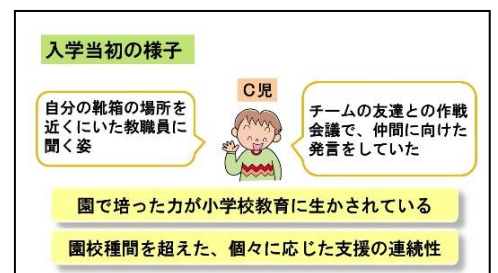 入学当初の様子
C児
自分の靴箱の場所を
近くにいた教職員に
聞く姿
チームの友達との作戦
会議で、仲間に向けた
発言をしていた
園で培った力が小学校教育に生かされている
園校種間を超えた、個々に応じた支援の連続性